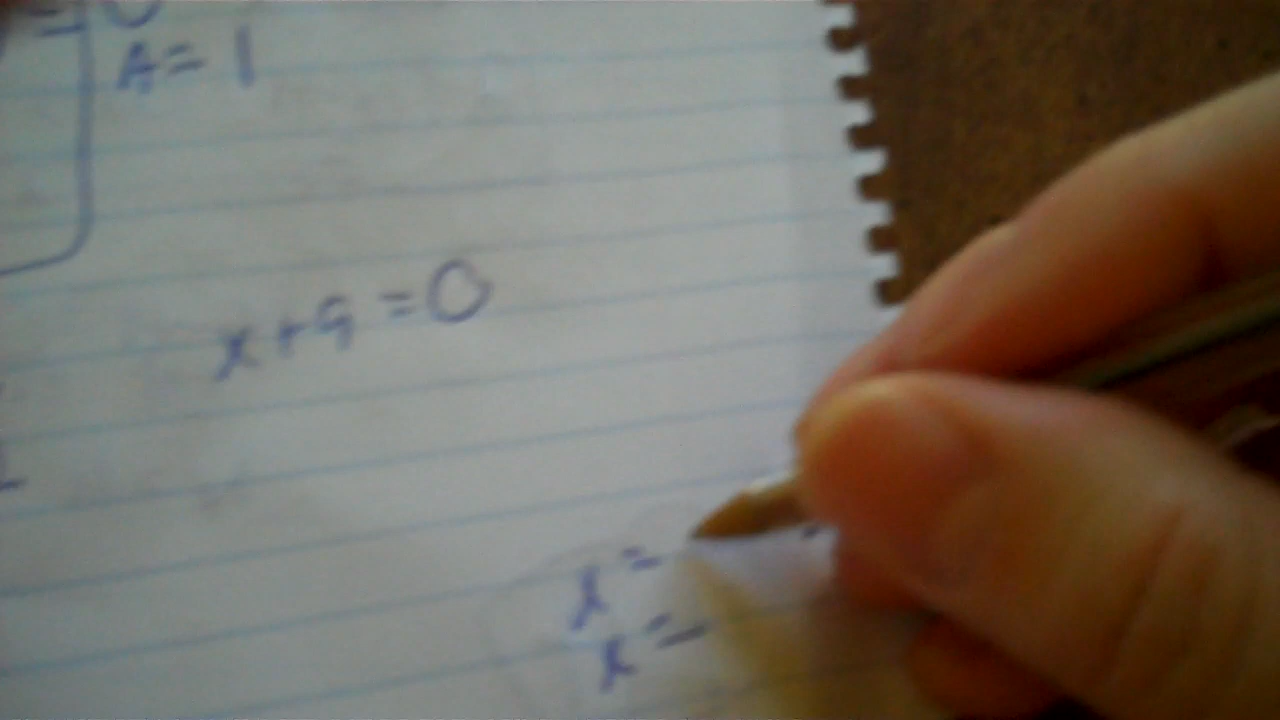 A = 1
x + 9 = 0
x =
x = -